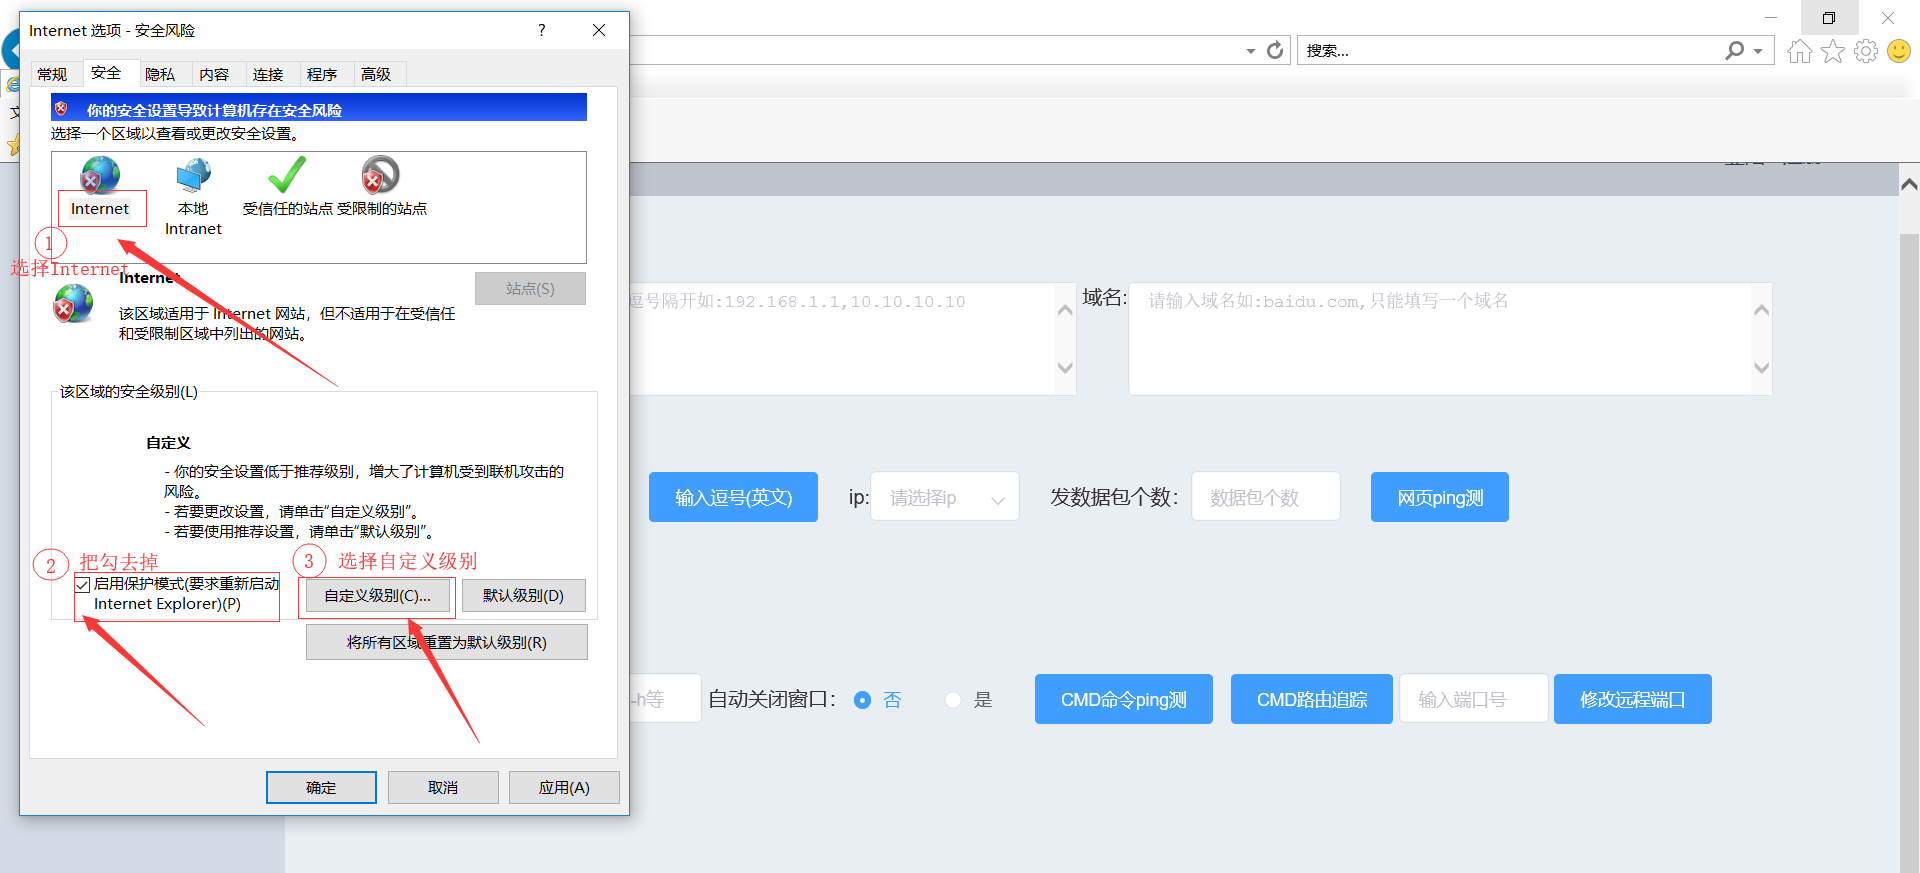 Internet 选项 - 安全风险
?
常规
安全
隐私
内容
连接
程序
高级
你的安全设置导致计算机存在安全风险
选择一个区域以查看或更改安全设置。
Internet
本地
Intranet
受信任的站点
受限制的站点
1
选择Internet
Internet
站点(S)
该区域适用于 Internet 网站，但不适用于在受信任
和受限制区域中列出的网站。
该区域的安全级别(L)
自定义
- 你的安全设置低于推荐级别，增大了计算机受到联机攻击的
风险。
- 若要更改设置，请单击“自定义级别”。
- 若要使用推荐设置，请单击“默认级别”。
2
把勾去掉
3
选择自定义级别
启用保护模式(要求重新启动
Internet Explorer)(P)
自定义级别(C)...
默认级别(D)
将所有区域重置为默认级别(R)
确定
取消
应用(A)
搜索...
逗号隔开如:192.168.1.1,10.10.10.10
域名:
请输入域名如:baidu.com,只能填写一个域名
输入逗号(英文)
ip:
请选择ip
发数据包个数：
数据包个数
网页ping测
-h等
自动关闭窗口：
否
是
CMD命令ping测
CMD路由追踪
输入端口号
修改远程端口